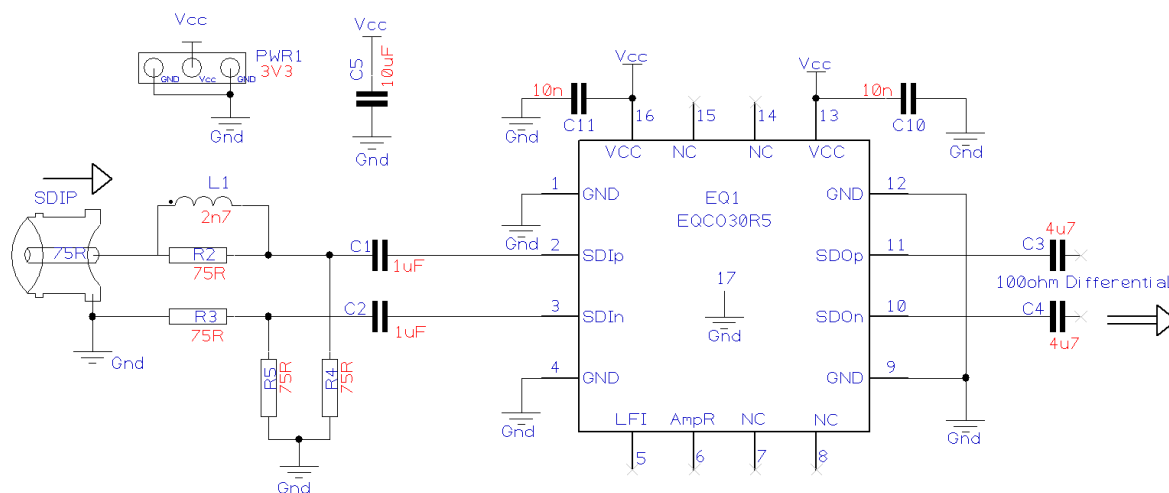 Vcc
PWR1
3V3
GND
Vcc
GND
Gnd
Vcc
C5
10uF
Gnd
Vcc
10n
C11
Gnd
16
15
14
13
Vcc
10n
C10
Gnd
VCC
NC
NC
VCC
SDIP
75R
L1
2n7
R2
75R
R3
75R
Gnd
R5
75R
R4
75R
Gnd
C1
1uF
C2
1uF
1
GND
Gnd
2
SDIp
3
SDIn
4
GND
Gnd
EQ1
EQCO30R5
17
Gnd
12
GND
11
SDOp
10
SDOn
9
GND
Gnd
C3
4u7
100ohm Differential
C4
4u7
LFI
AmpR
NC
NC
5
6
7
8